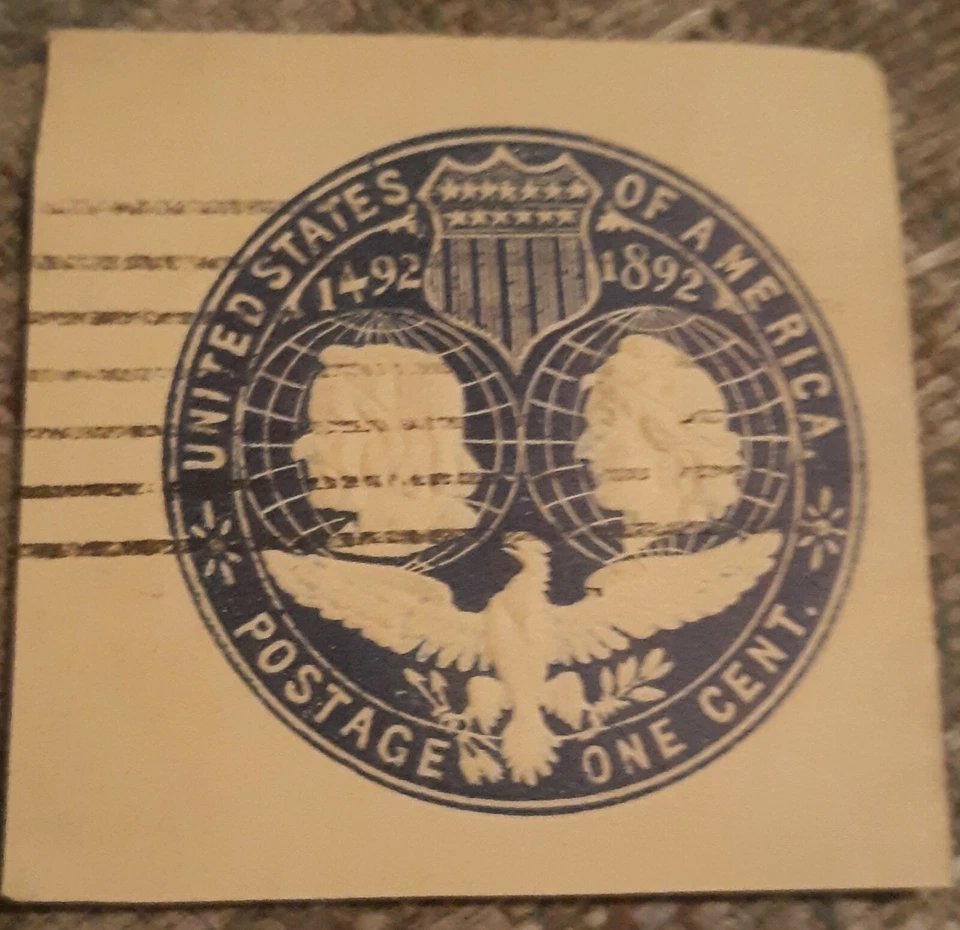 UNITED STATES OF AMERICA.
1492 1892
POSTAGE ONE CENT.